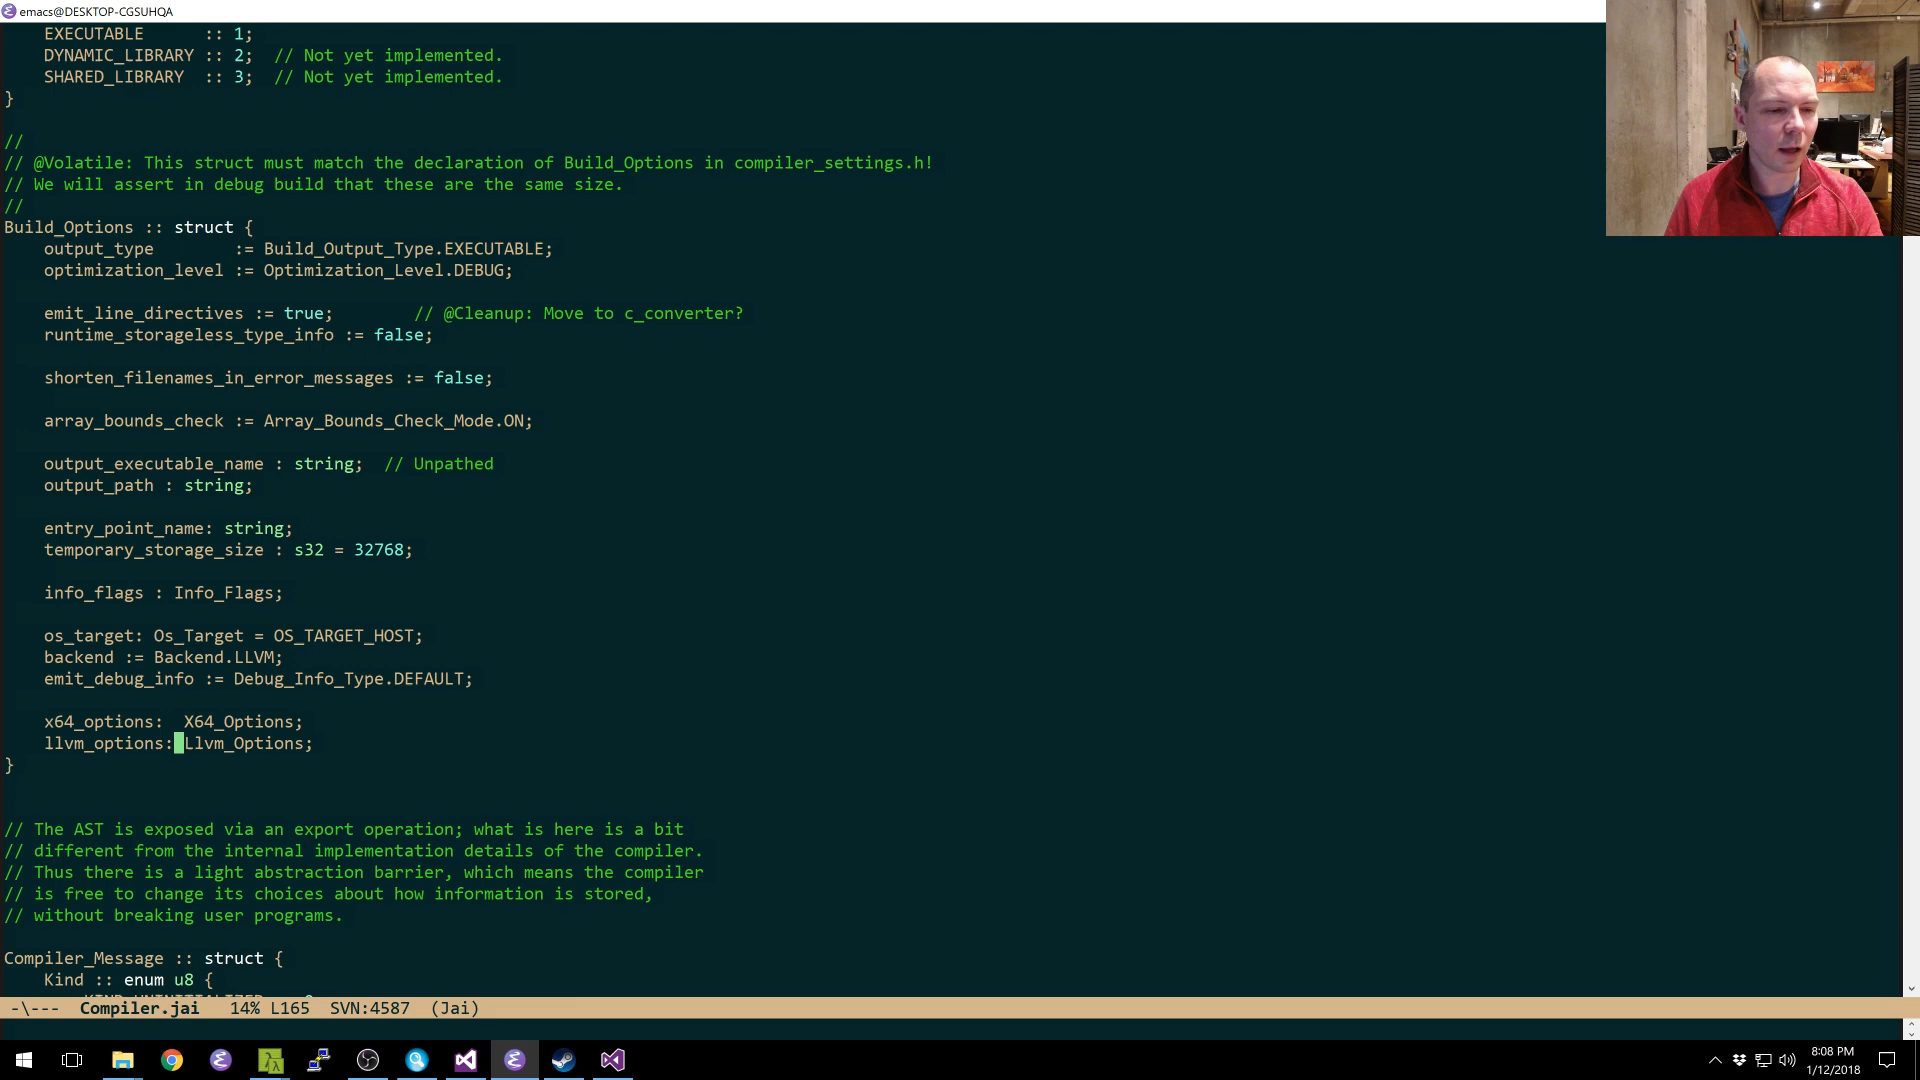 emacs@DESKTOP-CGSUHQA
EXECUTABLE      :: 1;
DYNAMIC_LIBRARY :: 2;  // Not yet implemented.
SHARED_LIBRARY  :: 3;  // Not yet implemented.
}
//
// @Volatile: This struct must match the declaration of Build_Options in compiler_settings.h!
// We will assert in debug build that these are the same size.
//
Build_Options :: struct {
output_type        := Build_Output_Type.EXECUTABLE;
optimization_level := Optimization_Level.DEBUG;
emit_line_directives := true;        // @Cleanup: Move to c_converter?
runtime_storageless_type_info := false;
shorten_filenames_in_error_messages := false;
array_bounds_check := Array_Bounds_Check_Mode.ON;
output_executable_name : string;  // Unpathed
output_path : string;
entry_point_name: string;
temporary_storage_size : s32 = 32768;
info_flags : Info_Flags;
os_target: Os_Target = OS_TARGET_HOST;
backend := Backend.LLVM;
emit_debug_info := Debug_Info_Type.DEFAULT;
x64_options:  X64_Options;
llvm_options: Llvm_Options;
}
// The AST is exposed via an export operation; what is here is a bit
// different from the internal implementation details of the compiler.
// Thus there is a light abstraction barrier, which means the compiler
// is free to change its choices about how information is stored,
// without breaking user programs.
Compiler_Message :: struct {
Kind :: enum u8 {
-\---  Compiler.jai   14% L165  SVN:4587  (Jai)
8:08 PM
1/12/2018